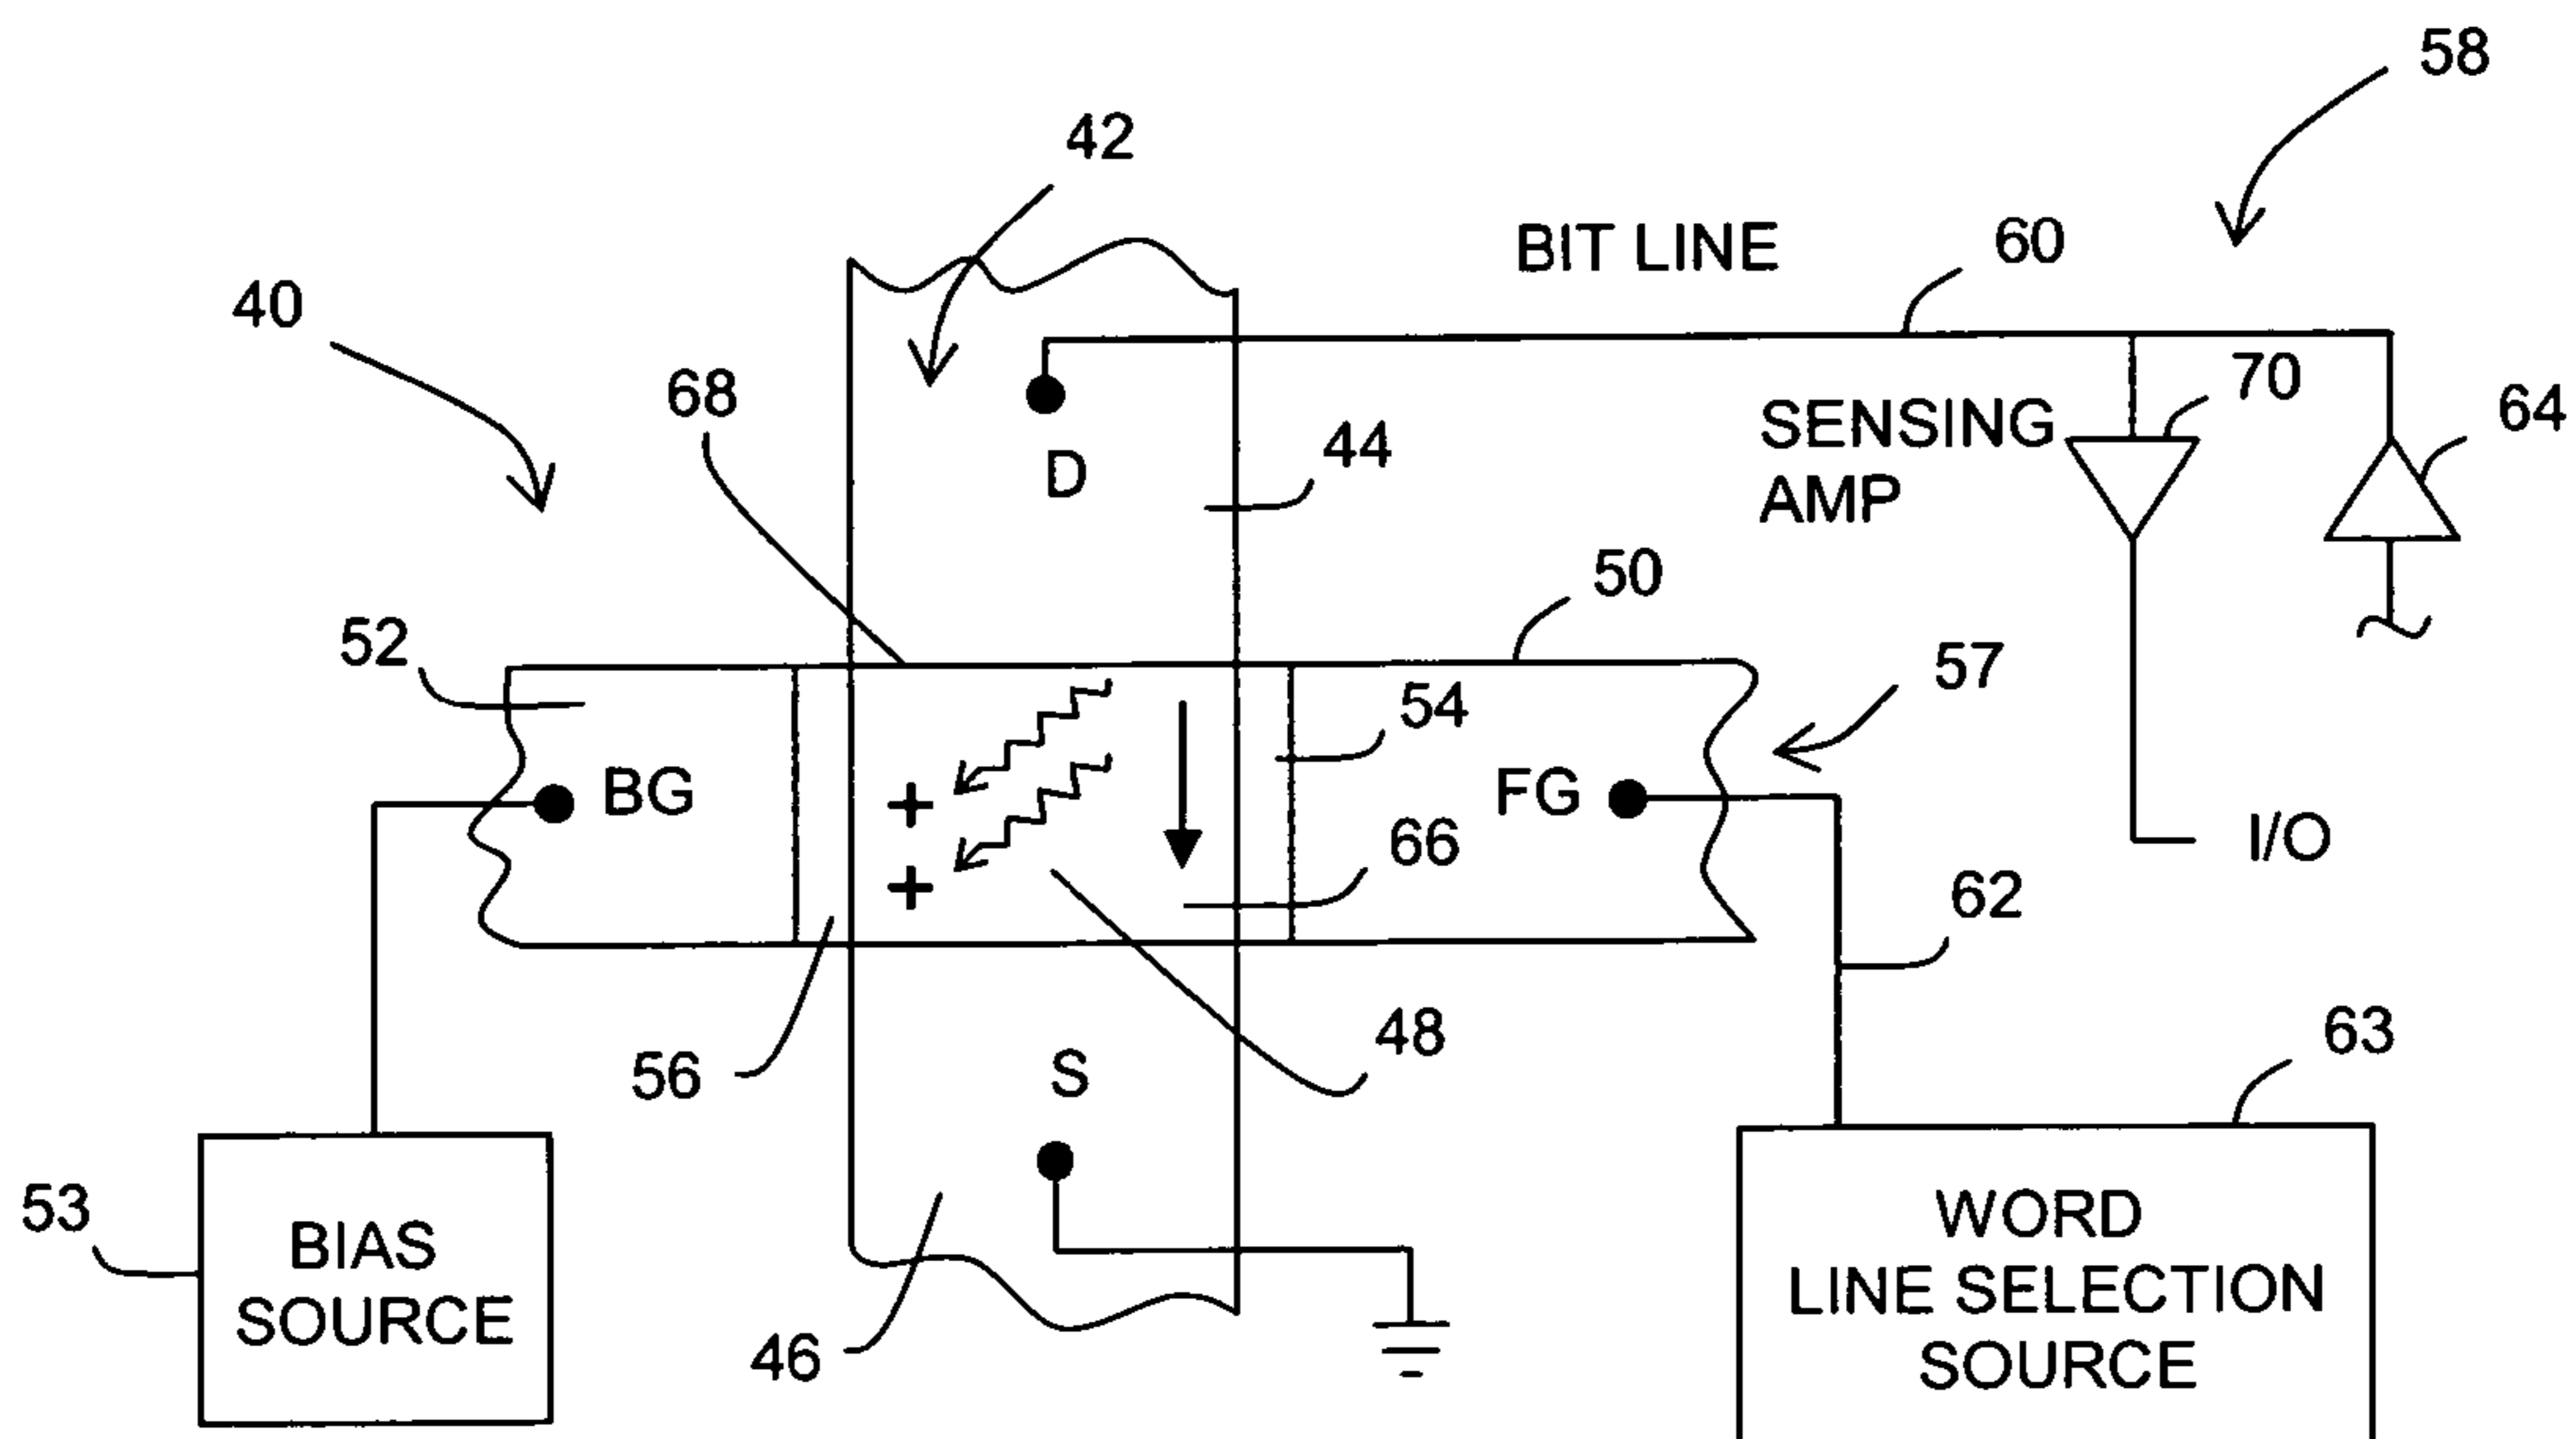 58
42
BIT LINE
60
40
68
70
SENSING
AMP
64
D
44
50
52
57
54
BG
FG
66
I/O
+
+
62
56
S
48
63
53
BIAS
SOURCE
WORD
LINE SELECTION
SOURCE
46